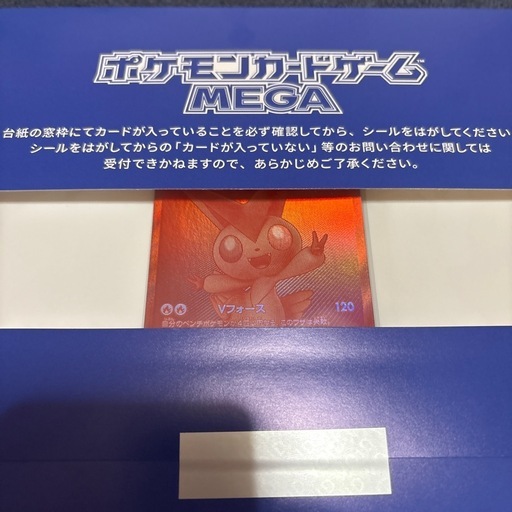 ポケモンカードゲーム
MEGA
台紙の窓枠にてカードが入っていることを必ず確認してから、シールをはがしてください
シールをはがしてからの「カードが入っていない」等のお問い合わせに関しては
受付できかねますので、あらかじめご了承ください。
Vフォース 120